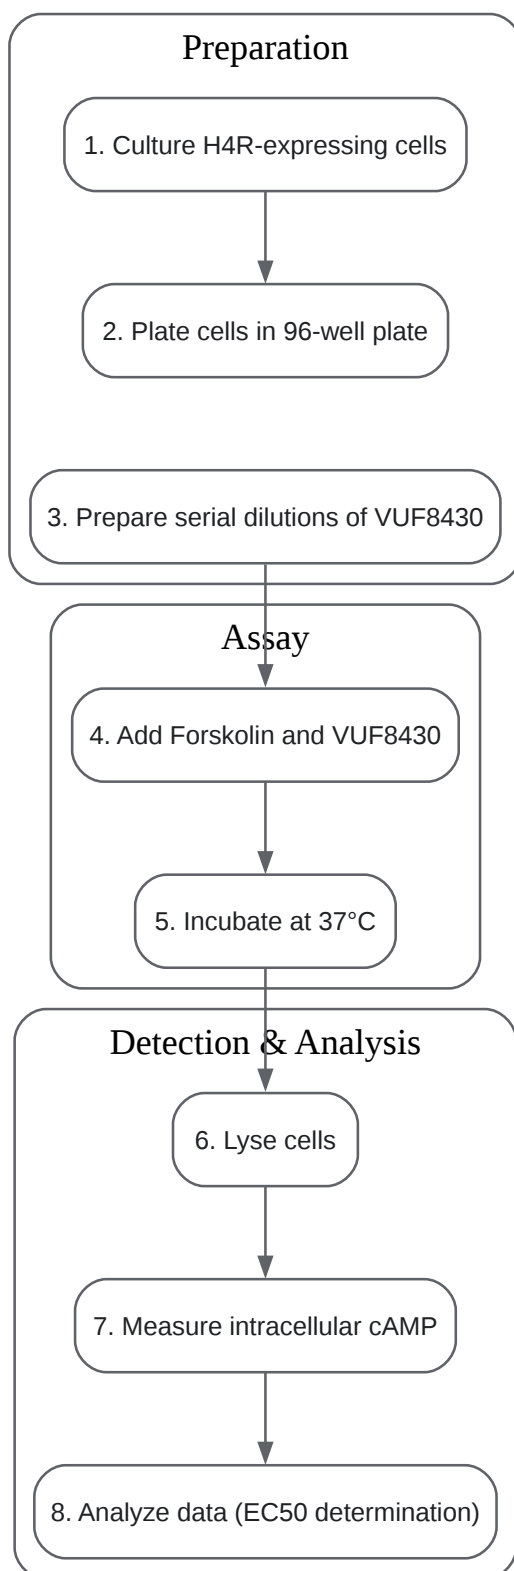 Preparation
1. Culture H4R-expressing cells
2. Plate cells in 96-well plate
3. Prepare serial dilutions of VUF8430
Assay
4. Add Forskolin and VUF8430
5. Incubate at 37°C
Detection & Analysis
6. Lyse cells
7. Measure intracellular cAMP
8. Analyze data (EC50 determination)